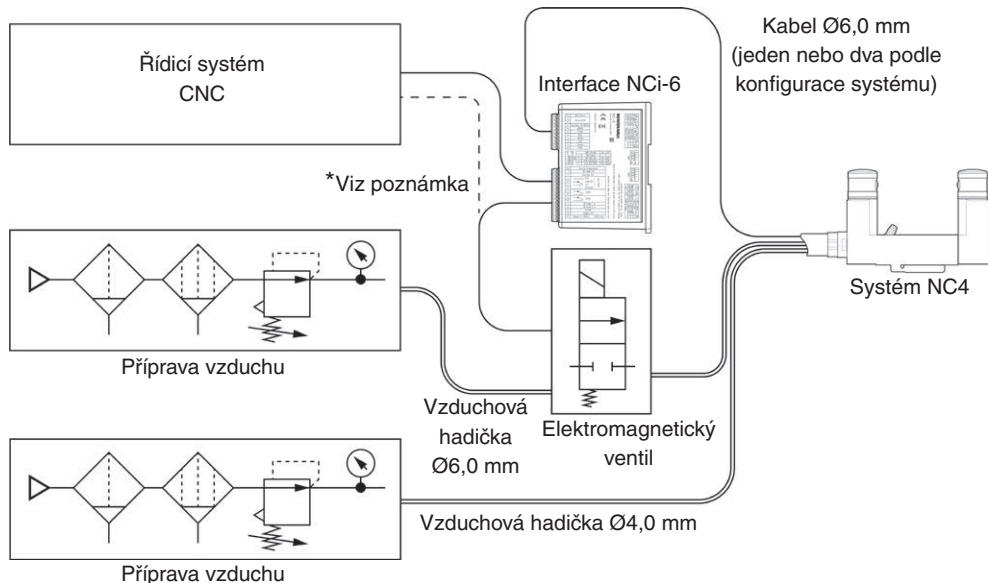 Řídicí systém
CNC
Interface NCi-6
Kabel Ø6,0 mm
(jeden nebo dva podle
konfigurace systému)
*Viz poznámka
Systém NC4
Příprava vzduchu
Vzduchová
hadička
Ø6,0 mm
Elektromagnetický
ventil
Vzduchová hadička Ø4,0 mm
Příprava vzduchu